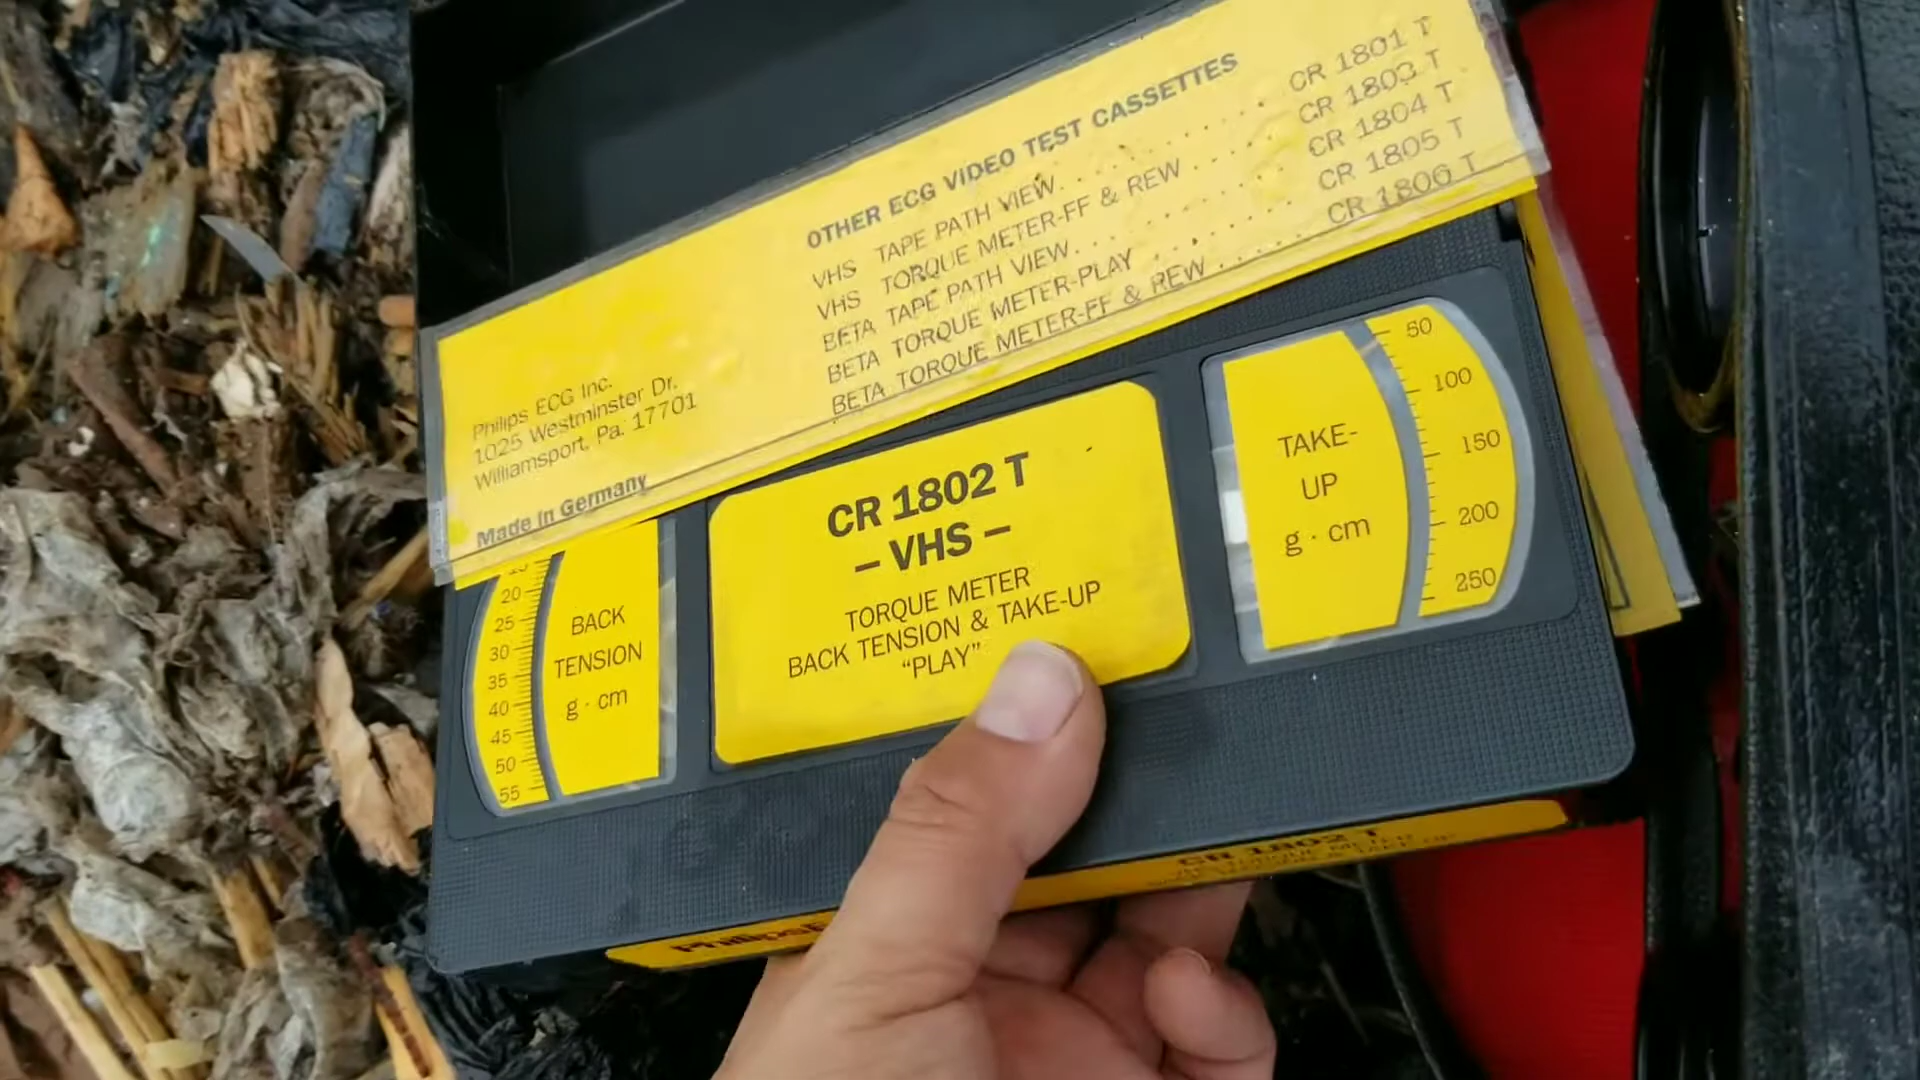 OTHER ECG VIDEO TEST CASSETTES
VHS TAPE PATH VIEW . . . . . . . . . . CR 1801 T
VHS TORQUE METER-FF & REW . . . . . . CR 1803 T
BETA TAPE PATH VIEW . . . . . . . . . . CR 1804 T
BETA TORQUE METER-PLAY . . . . . . . . CR 1805 T
BETA TORQUE METER-FF & REW . . . . . . CR 1806 T
Philips ECG Inc.
1025 Westminster Dr.
Williamsport, Pa. 17701
Made in Germany
20
25
30
35
40
45
50
55
BACK
TENSION
g · cm
CR 1802 T
– VHS –
TORQUE METER
BACK TENSION & TAKE-UP
“PLAY”
TAKE-
UP
g · cm
50
100
150
200
250
Philips
CR 1802 T